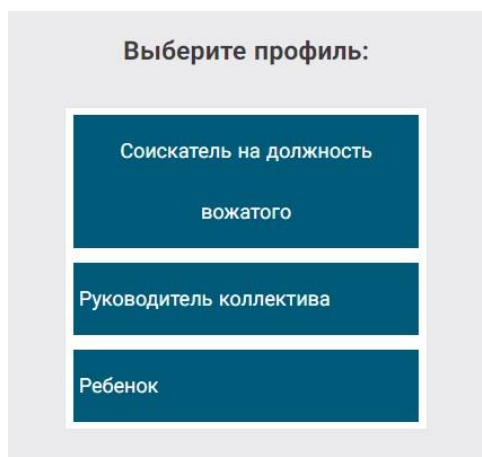 Выберите профиль:
Соискатель на должность
вожатого
Руководитель коллектива
Ребенок